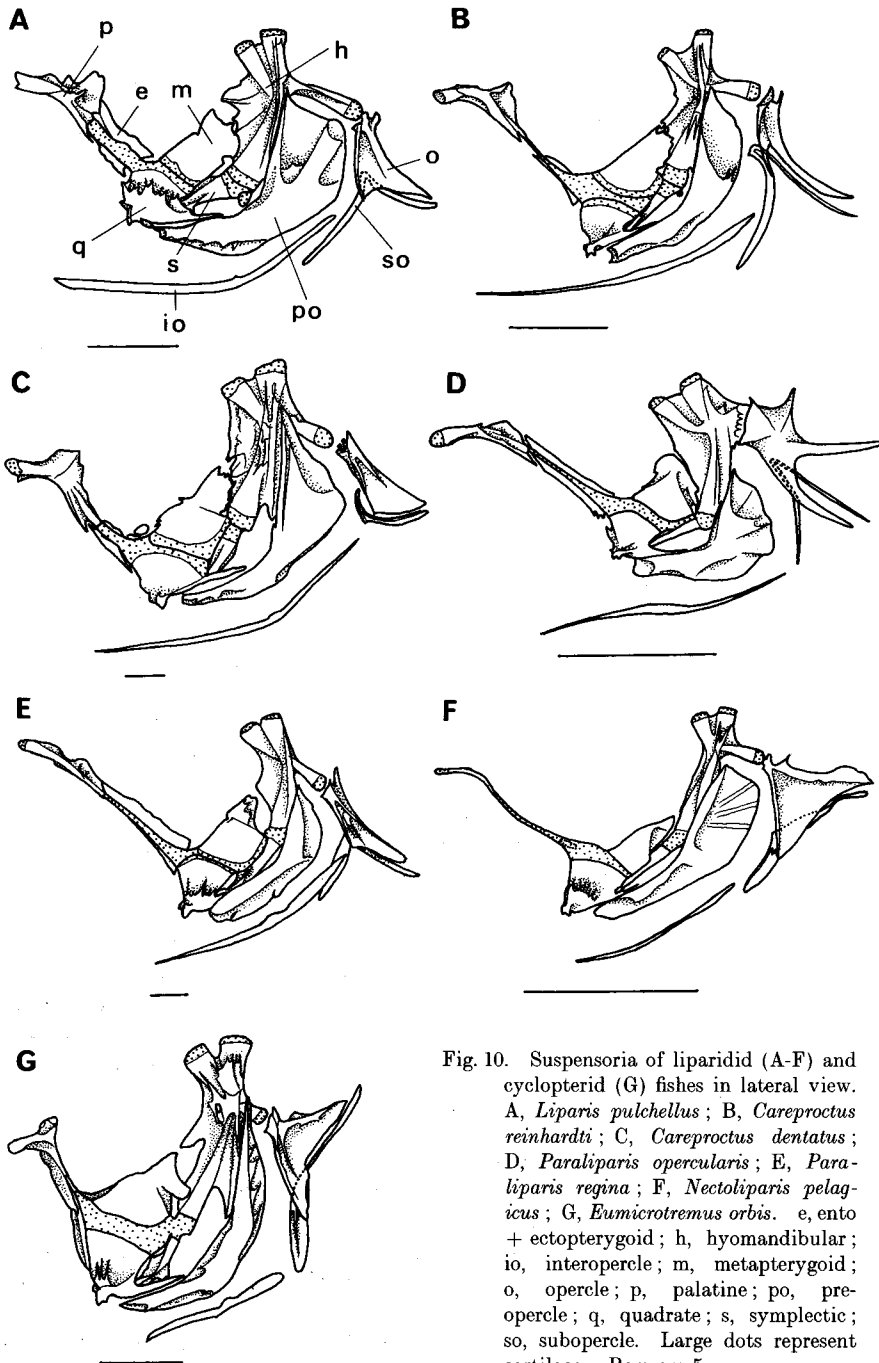 A
p
e
m
h
o
q
s
so
po
io
B
C
D
E
F
G
Fig. 10. Suspensoria of liparidid (A-F) and
cyclopterid (G) fishes in lateral view.
A, Liparis pulchellus ; B, Careproctus
reinhardti ; C, Careproctus dentatus ;
D, Paraliparis opercularis ; E, Para-
liparis regina ; F, Nectoliparis pelag-
icus ; G, Eumicrotremus orbis. e, ento
+ ectopterygoid ; h, hyomandibular ;
io, interopercle ; m, metapterygoid ;
o, opercle ; p, palatine ; po, pre-
opercle ; q, quadrate ; s, symplectic ;
so, subopercle. Large dots represent